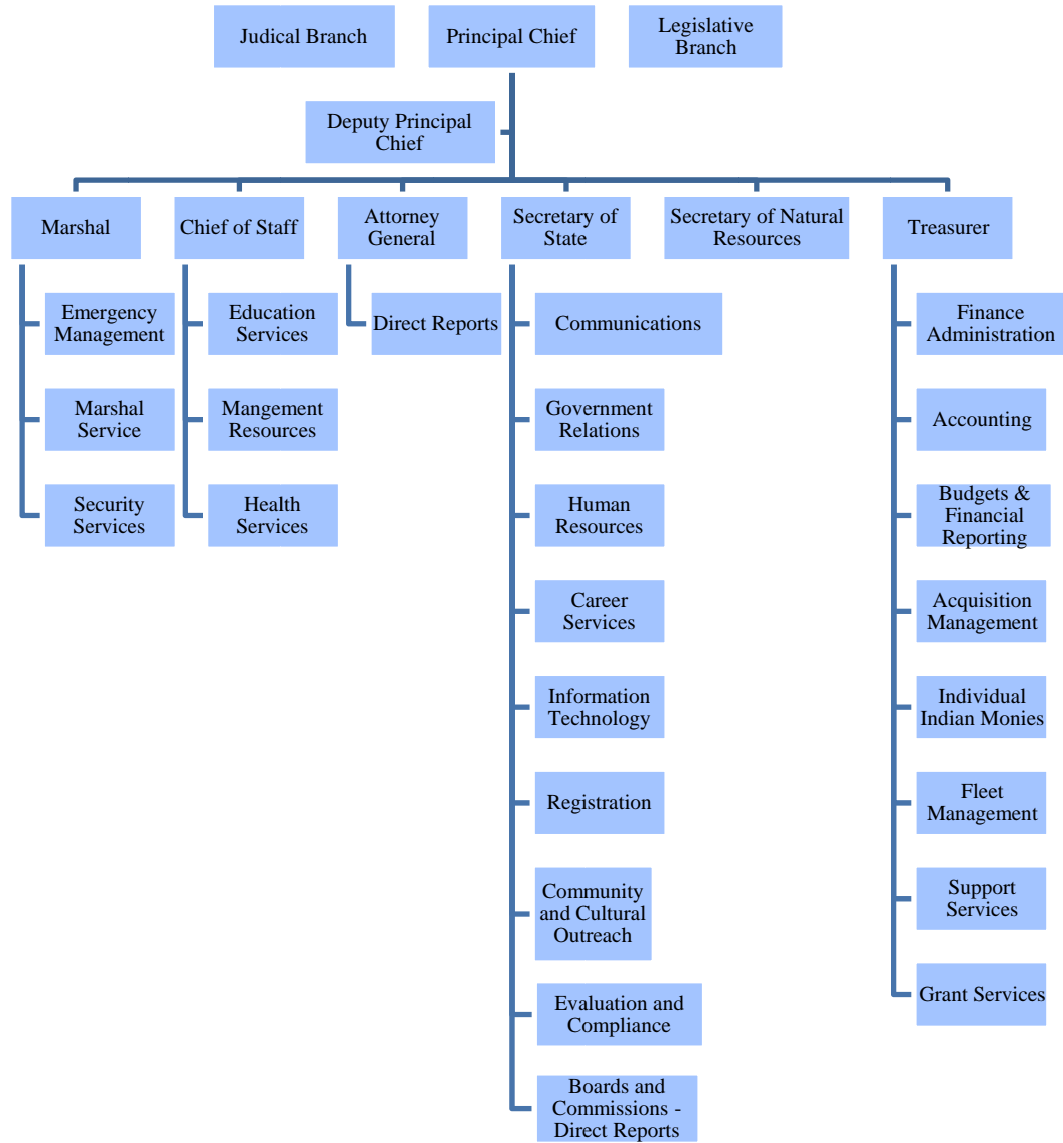 Judical Branch
Principal Chief
Legislative
Branch
Deputy Principal
Chief
Marshal
Chief of Staff
Attorney
General
Secretary of
State
Secretary of Natural
Resources
Treasurer
Emergency
Management
Marshal
Service
Security
Services
Education
Services
Mangement
Resources
Health
Services
Direct Reports
Communications
Government
Relations
Human
Resources
Career
Services
Information
Technology
Registration
Community
and Cultural
Outreach
Evaluation and
Compliance
Boards and
Commissions -
Direct Reports
Finance
Administration
Accounting
Budgets &
Financial
Reporting
Acquisition
Management
Individual
Indian Monies
Fleet
Management
Support
Services
Grant Services